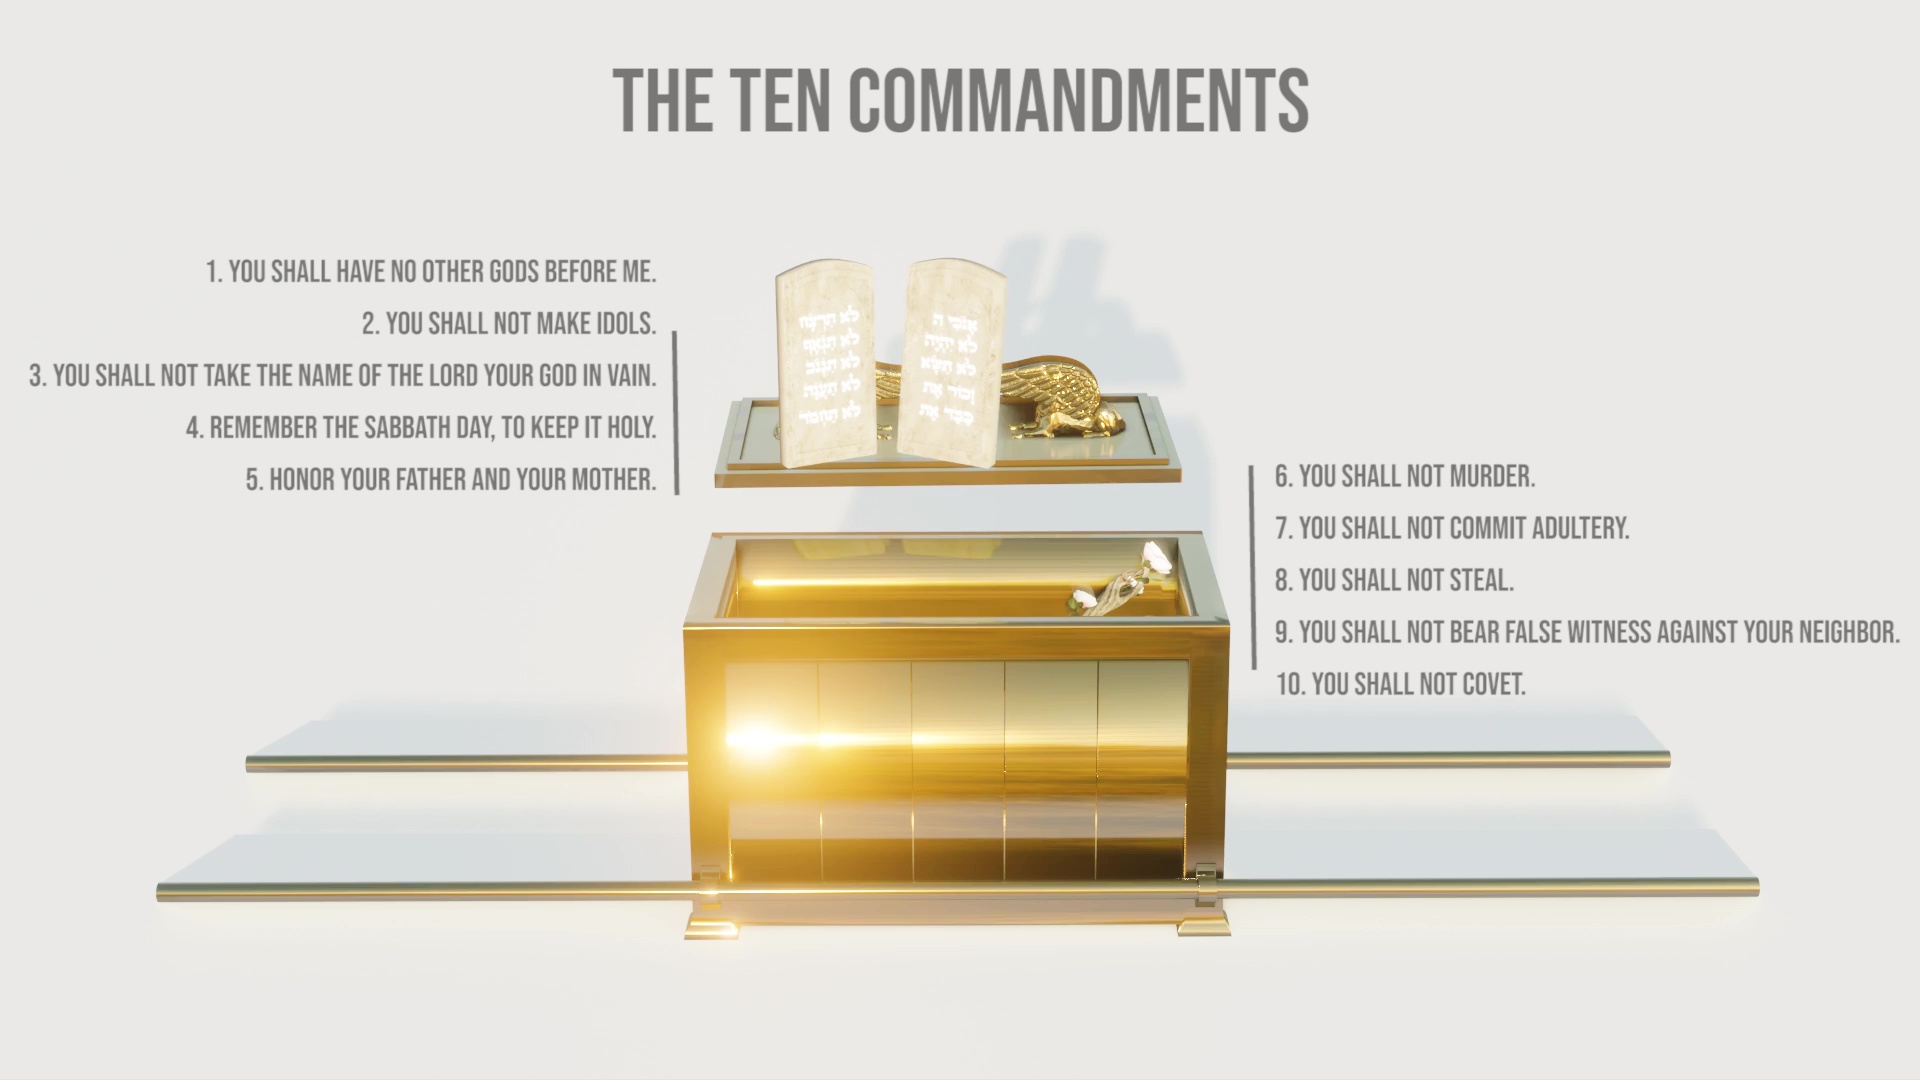 THE TEN COMMANDMENTS
1. YOU SHALL HAVE NO OTHER GODS BEFORE ME.
2. YOU SHALL NOT MAKE IDOLS.
3. YOU SHALL NOT TAKE THE NAME OF THE LORD YOUR GOD IN VAIN.
4. REMEMBER THE SABBATH DAY, TO KEEP IT HOLY.
5. HONOR YOUR FATHER AND YOUR MOTHER.
אנכי ה
לא יהיה
לא תשא
זכור את
כבד את
לא תרצח
לא תנאף
לא תגנב
לא תענה
לא תחמד
6. YOU SHALL NOT MURDER.
7. YOU SHALL NOT COMMIT ADULTERY.
8. YOU SHALL NOT STEAL.
9. YOU SHALL NOT BEAR FALSE WITNESS AGAINST YOUR NEIGHBOR.
10. YOU SHALL NOT COVET.